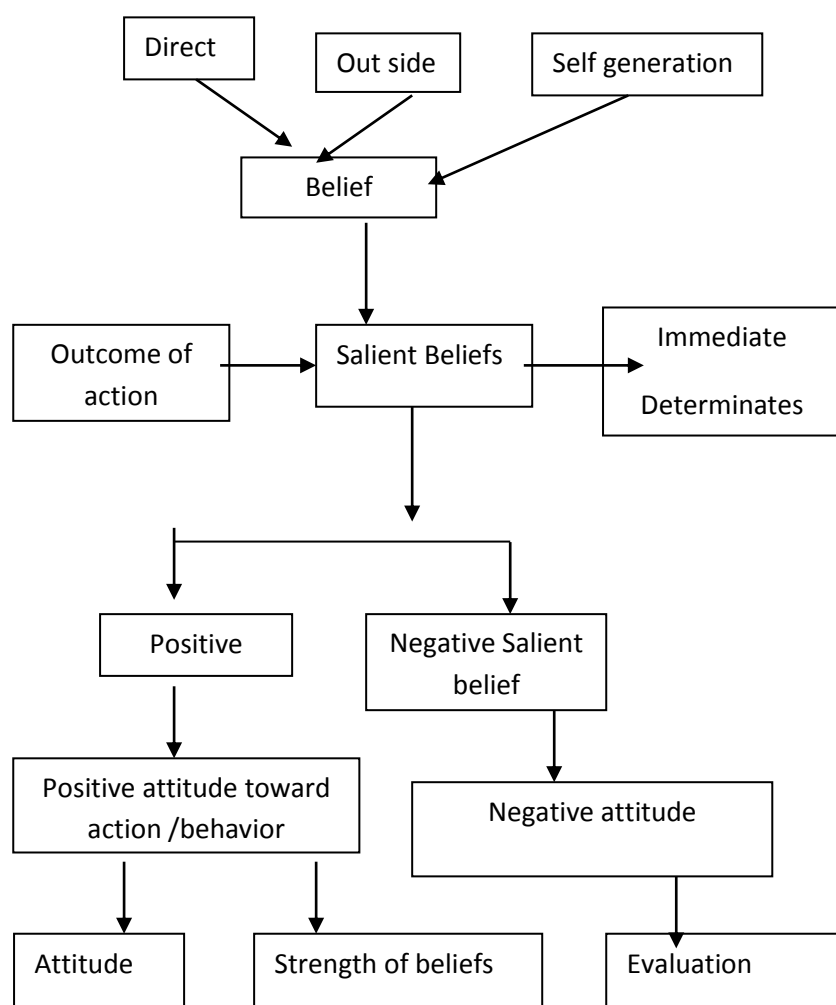 Direct
Out side
Self generation
Belief
Outcome of
action
Salient Beliefs
Immediate
Determinates
Positive
Negative Salient
belief
Positive attitude toward
action /behavior
Negative attitude
Attitude
Strength of beliefs
Evaluation